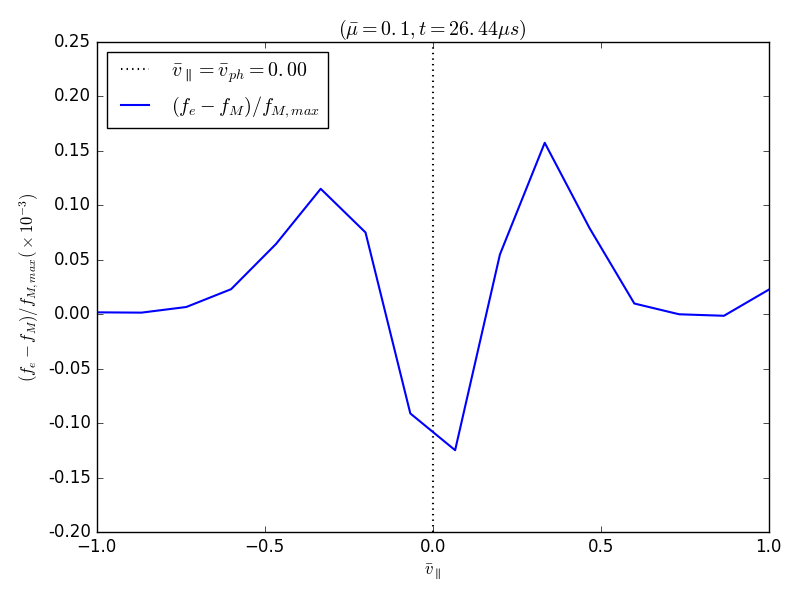 (μ̄ = 0.1, t = 26.44μs)
v̄∥ = v̄ph = 0.00
(fe − fM)/fM,max
0.25
0.20
0.15
0.10
0.05
0.00
-0.05
-0.10
-0.15
-0.20
(fe − fM)/fM,max(×10⁻³)
−1.0 −0.5 0.0 0.5 1.0
v̄∥